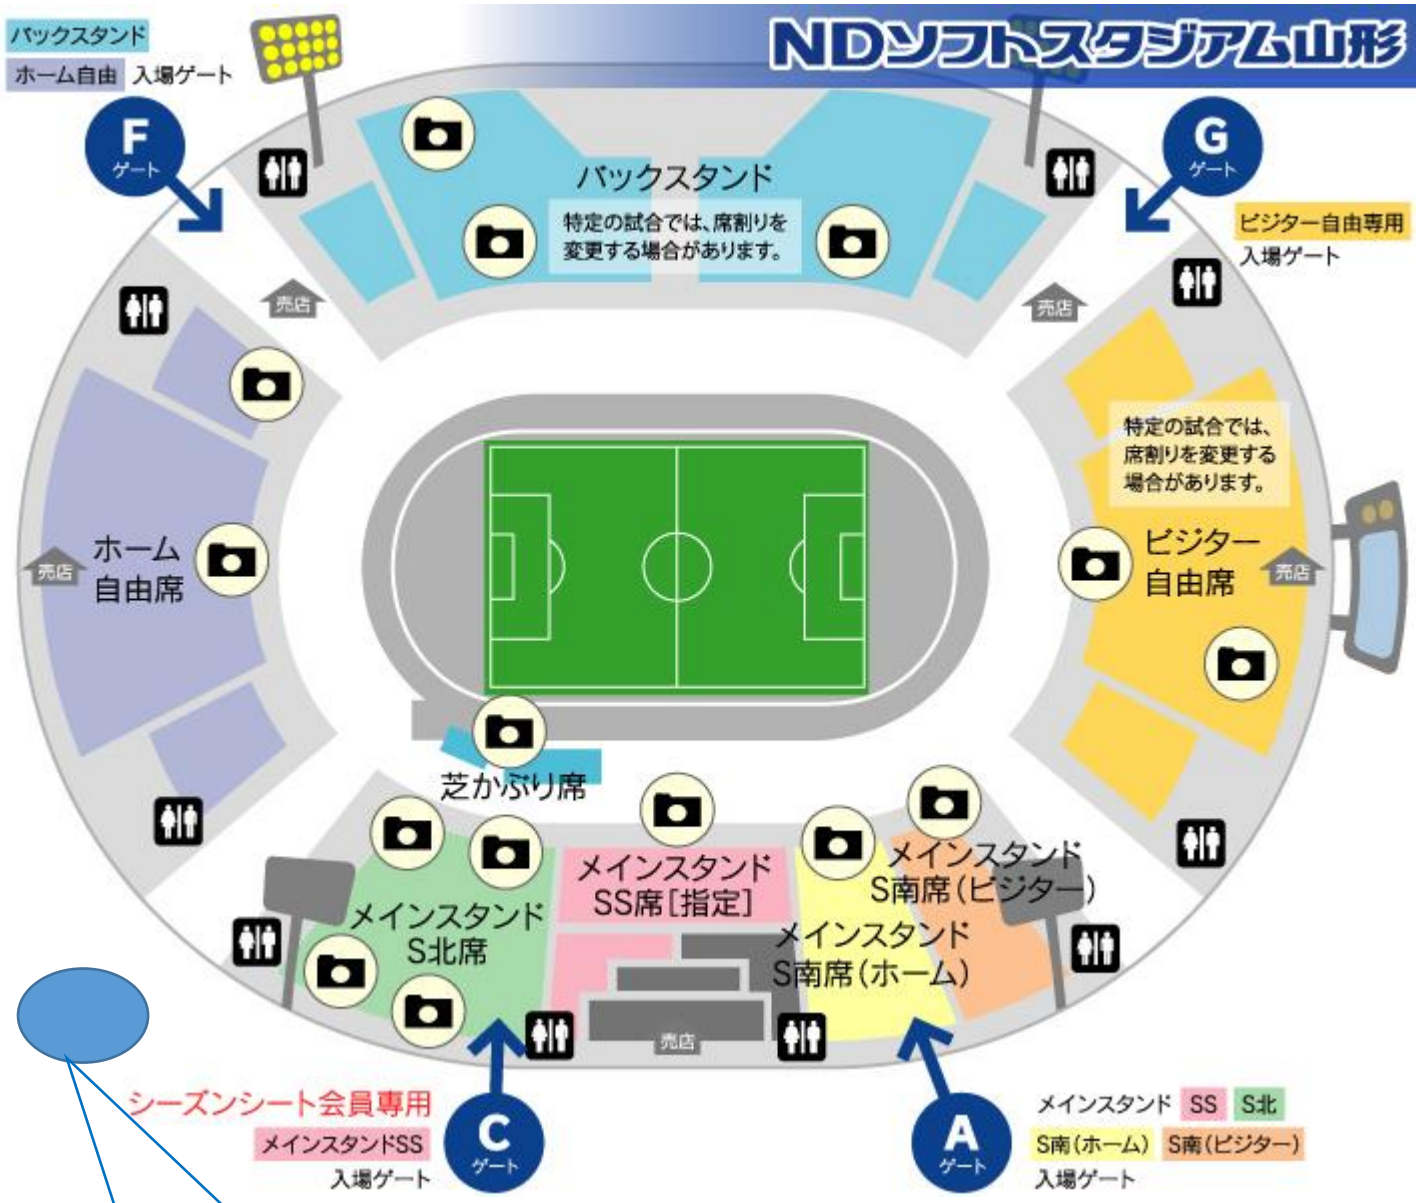 NDソフトスタジアム山形
バックスタンド
ホーム自由 入場ゲート
F
ゲート
G
ゲート
ビジター自由専用
入場ゲート
バックスタンド
特定の試合では、席割りを
変更する場合があります。
売店
売店
特定の試合では、
席割りを変更する
場合があります。
売店
ホーム
自由席
ビジター
自由席
売店
芝かぶり席
メインスタンド
SS席[指定]
メインスタンド
S南席(ビジター)
メインスタンド
S北席
メインスタンド
S南席(ホーム)
売店
シーズンシート会員専用
メインスタンドSS
入場ゲート
C
ゲート
A
ゲート
メインスタンド SS S北
S南(ホーム) S南(ビジター)
入場ゲート